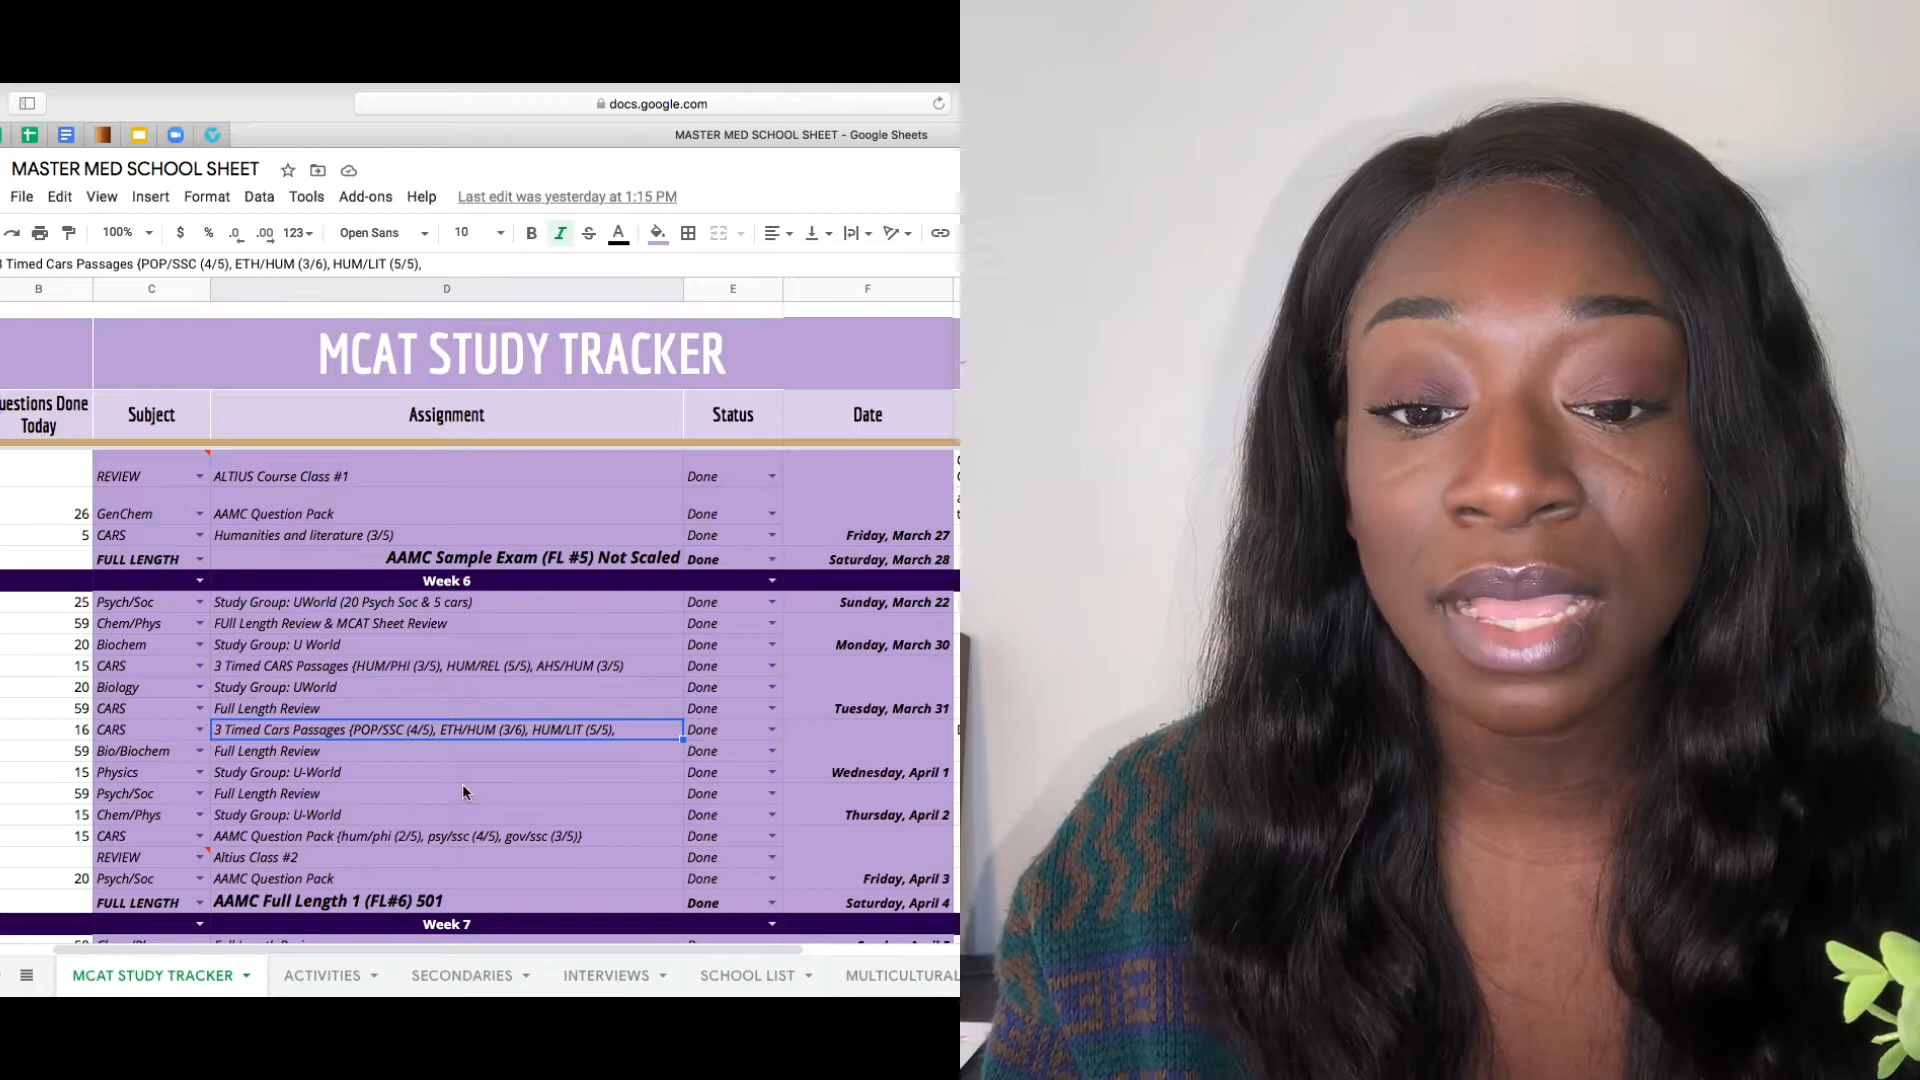 docs.google.com
MASTER MED SCHOOL SHEET - Google Sheets
MASTER MED SCHOOL SHEET
File Edit View Insert Format Data Tools Add-ons Help Last edit was yesterday at 1:15 PM
100% $ % .0 .00 123 Open Sans 10 B I S A
3 Timed Cars Passages {POP/SSC (4/5), ETH/HUM (3/6), HUM/LIT (5/5),
B C D E F
MCAT STUDY TRACKER
uestions Done Today Subject Assignment Status Date
REVIEW ALTIUS Course Class #1 Done
26 GenChem AAMC Question Pack Done
5 CARS Humanities and literature (3/5) Done Friday, March 27
FULL LENGTH AAMC Sample Exam (FL #5) Not Scaled Done Saturday, March 28
Week 6
25 Psych/Soc Study Group: UWorld (20 Psych Soc & 5 cars) Done Sunday, March 22
59 Chem/Phys FUll Length Review & MCAT Sheet Review Done
20 Biochem Study Group: U World Done Monday, March 30
15 CARS 3 Timed CARS Passages {HUM/PHI (3/5), HUM/REL (5/5), AHS/HUM (3/5) Done
20 Biology Study Group: UWorld Done
59 CARS Full Length Review Done Tuesday, March 31
16 CARS 3 Timed Cars Passages {POP/SSC (4/5), ETH/HUM (3/6), HUM/LIT (5/5), Done
59 Bio/Biochem Full Length Review Done
15 Physics Study Group: U-World Done Wednesday, April 1
59 Psych/Soc Full Length Review Done
15 Chem/Phys Study Group: U-World Done Thursday, April 2
15 CARS AAMC Question Pack {hum/phi (2/5), psy/ssc (4/5), gov/ssc (3/5)} Done
REVIEW Altius Class #2 Done
20 Psych/Soc AAMC Question Pack Done Friday, April 3
FULL LENGTH AAMC Full Length 1 (FL#6) 501 Done Saturday, April 4
Week 7
MCAT STUDY TRACKER ACTIVITIES SECONDARIES INTERVIEWS SCHOOL LIST MULTICULTURAL